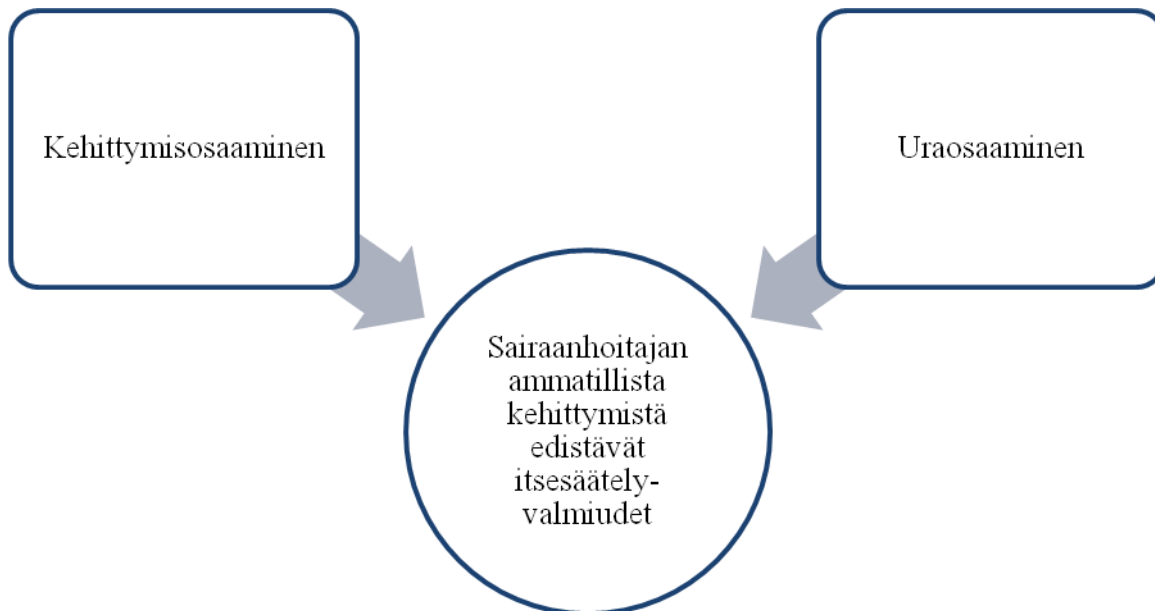 Kehittymisosaaminen
Uraosaaminen
Sairaanhoitajan
ammatillista
kehittymistä
edistävät
itsesäätely-
valmiudet